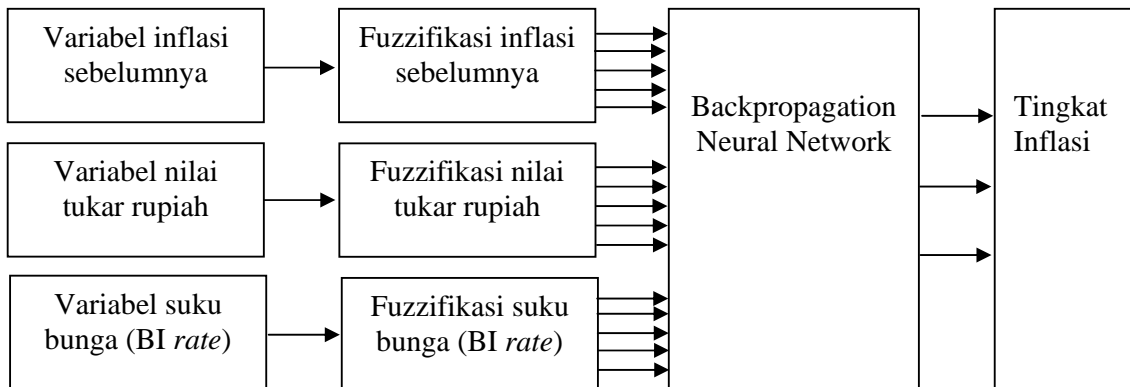 Variabel inflasi
sebelumnya
Fuzzifikasi inflasi
sebelumnya
Backpropagation
Neural Network
Tingkat
Inflasi
Variabel nilai
tukar rupiah
Fuzzifikasi nilai
tukar rupiah
Variabel suku
bunga (BI rate)
Fuzzifikasi suku
bunga (BI rate)